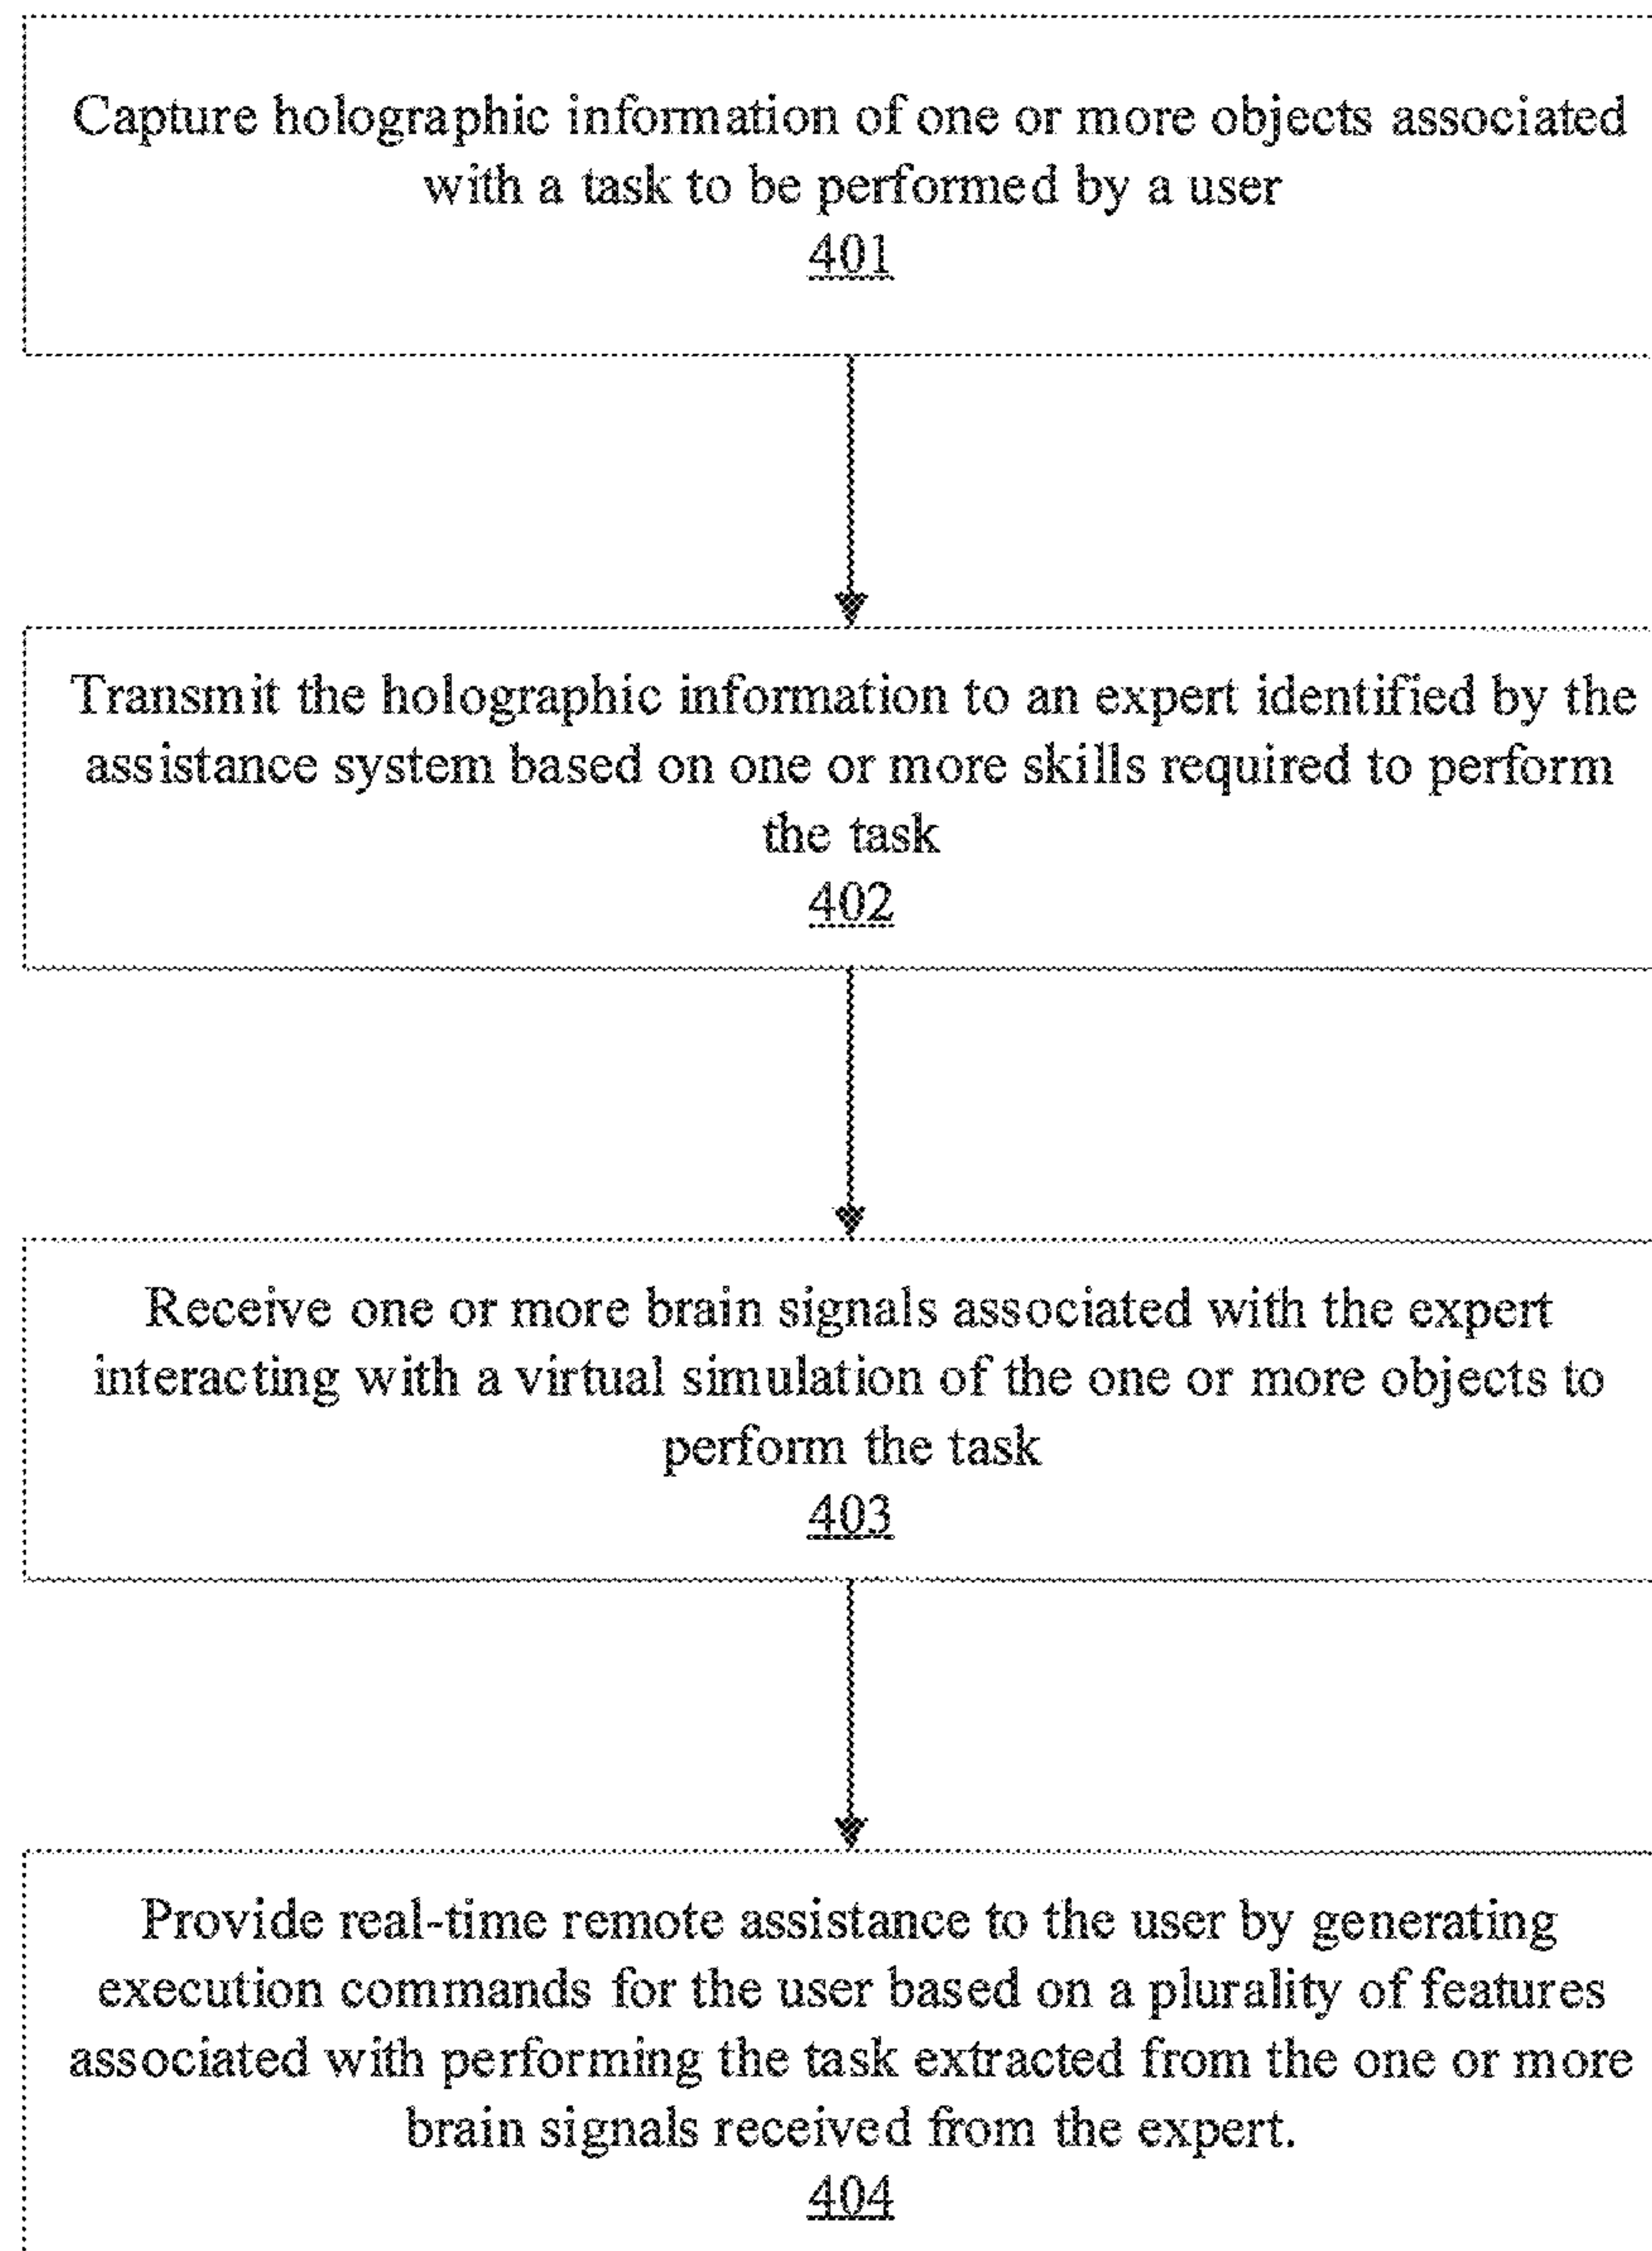 Capture holographic information of one or more objects associated
with a task to be performed by a user
401
Transmit the holographic information to an expert identified by the
assistance system based on one or more skills required to perform
the task
402
Receive one or more brain signals associated with the expert
interacting with a virtual simulation of the one or more objects to
perform the task
403
Provide real-time remote assistance to the user by generating
execution commands for the user based on a plurality of features
associated with performing the task extracted from the one or more
brain signals received from the expert.
404